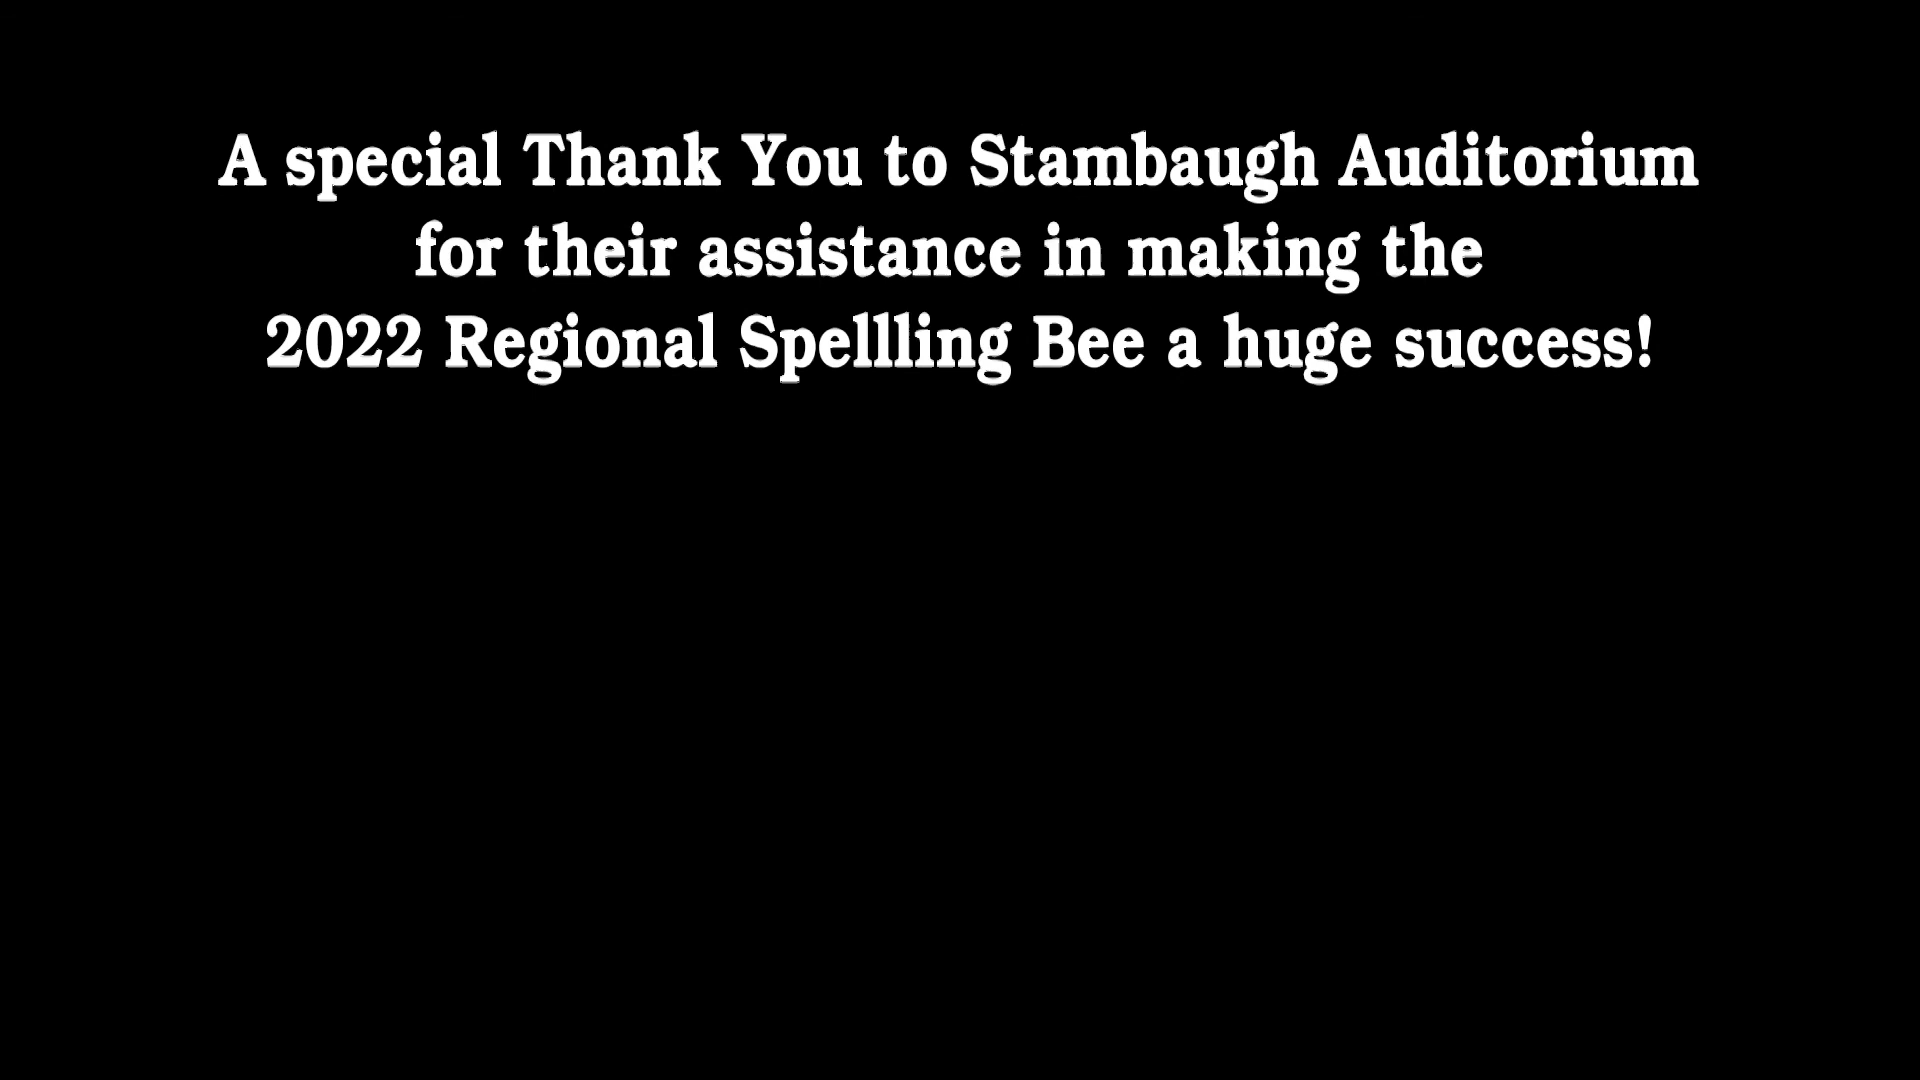 A special Thank You to Stambaugh Auditorium
for their assistance in making the
2022 Regional Spellling Bee a huge success!